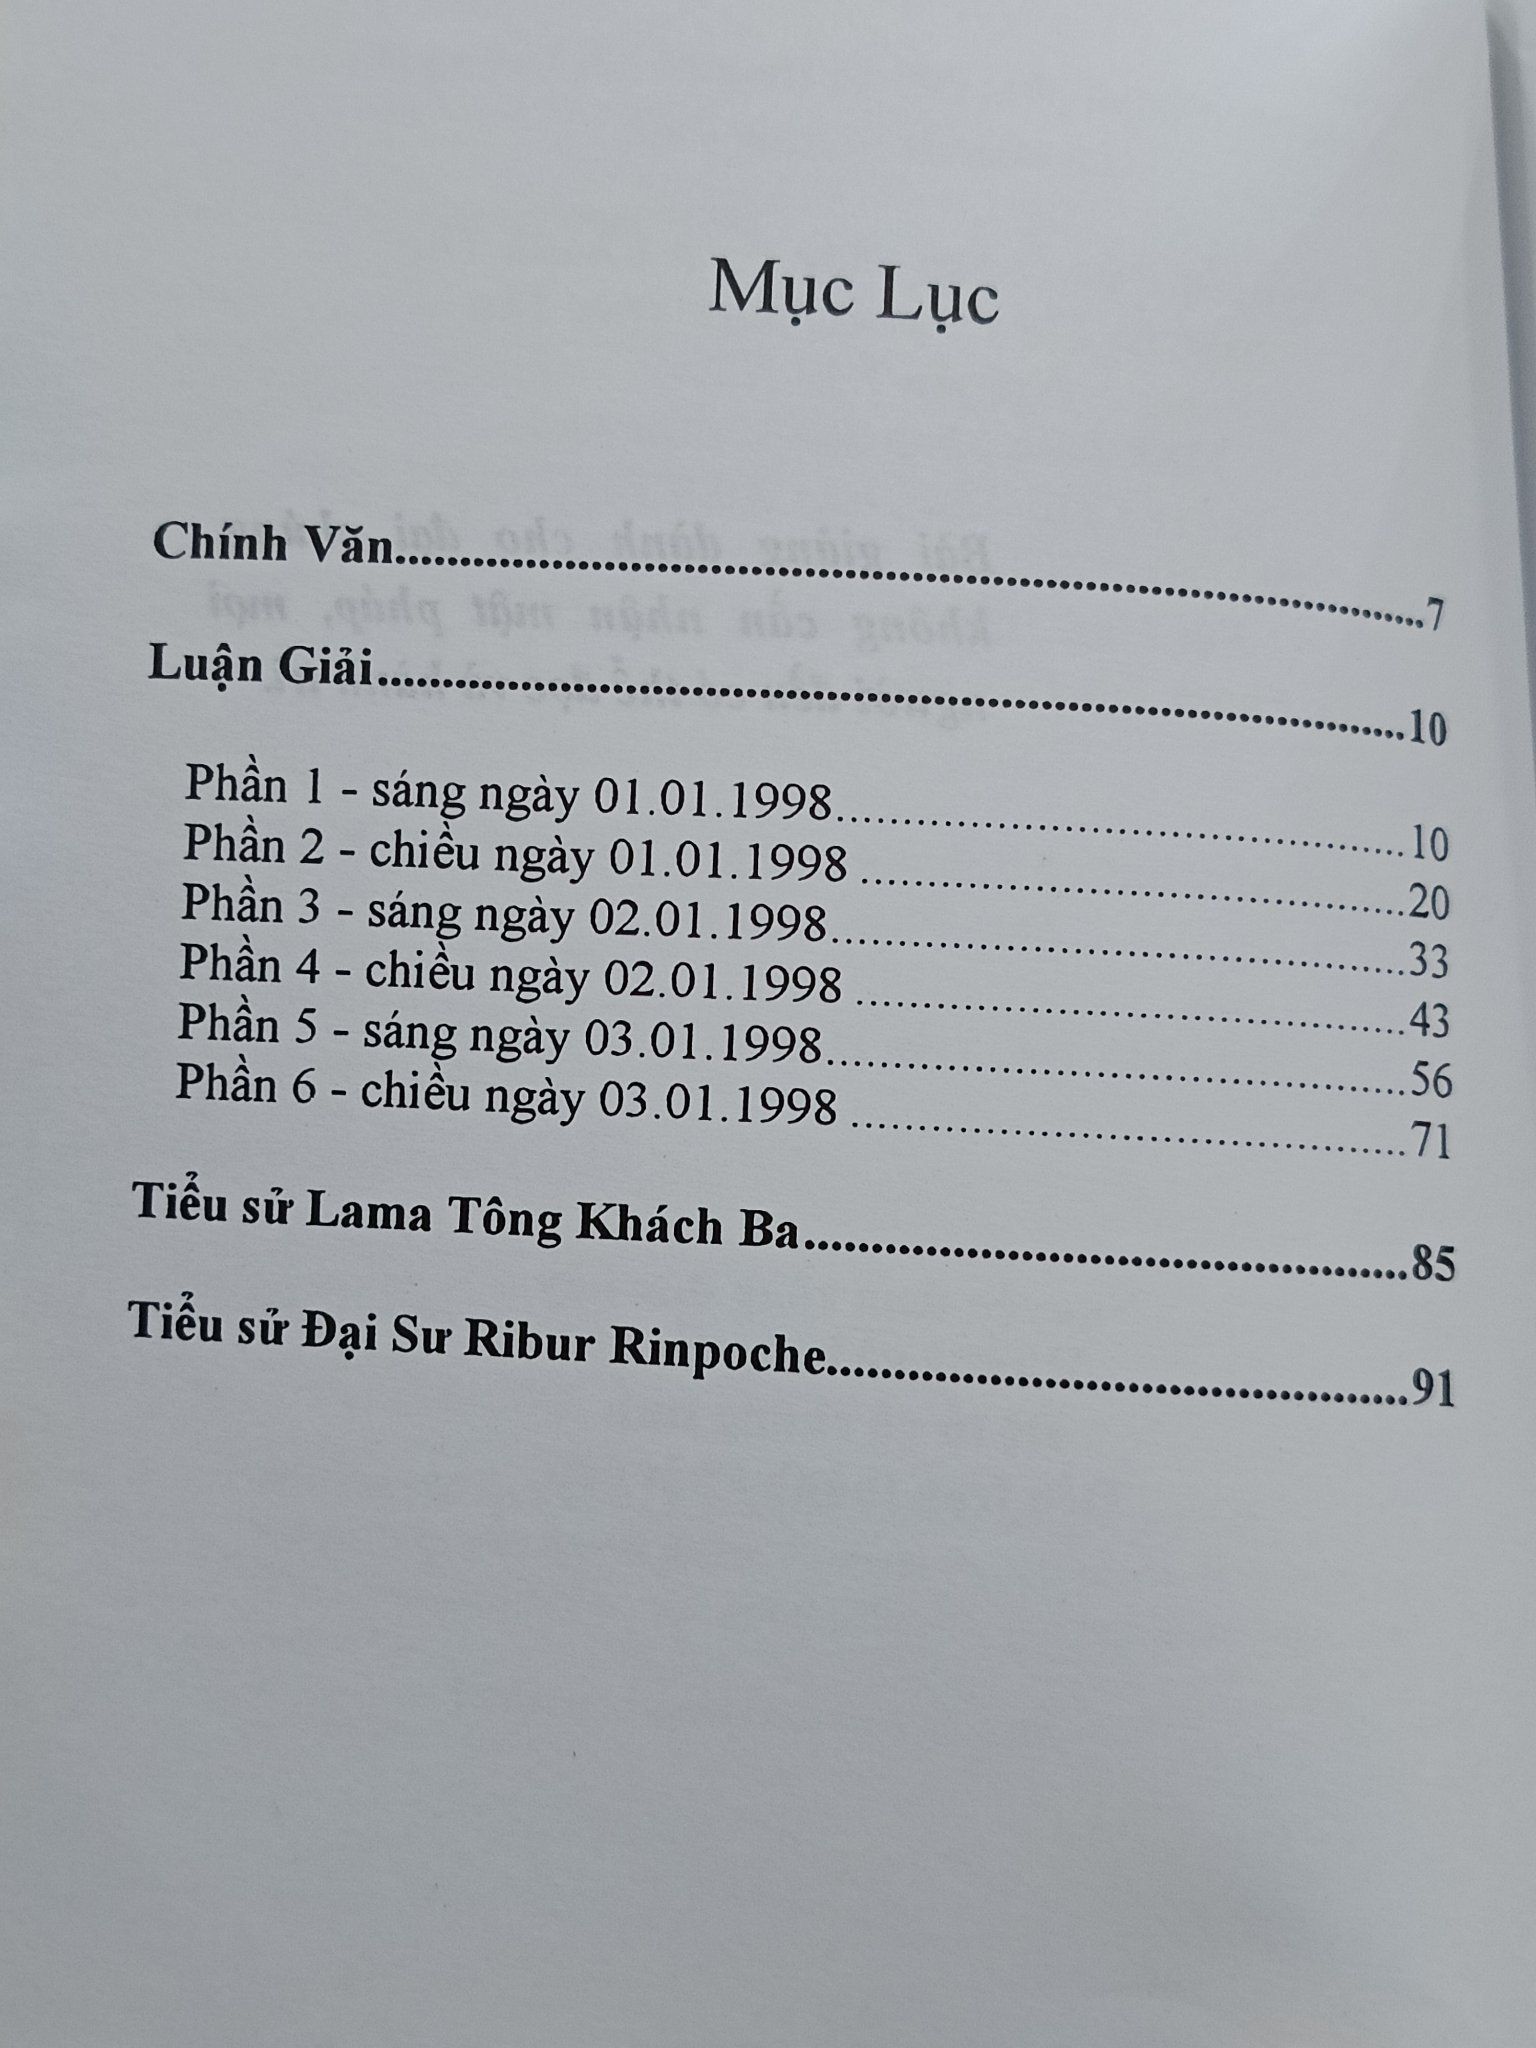 Mục Lục
Chính Văn........................................................................7
Luận Giải........................................................................10
Phần 1 - sáng ngày 01.01.1998........................................10
Phần 2 - chiều ngày 01.01.1998 ......................................20
Phần 3 - sáng ngày 02.01.1998........................................33
Phần 4 - chiều ngày 02.01.1998 ......................................43
Phần 5 - sáng ngày 03.01.1998........................................56
Phần 6 - chiều ngày 03.01.1998 ......................................71
Tiểu sử Lama Tông Khách Ba........................................85
Tiểu sử Đại Sư Ribur Rinpoche......................................91